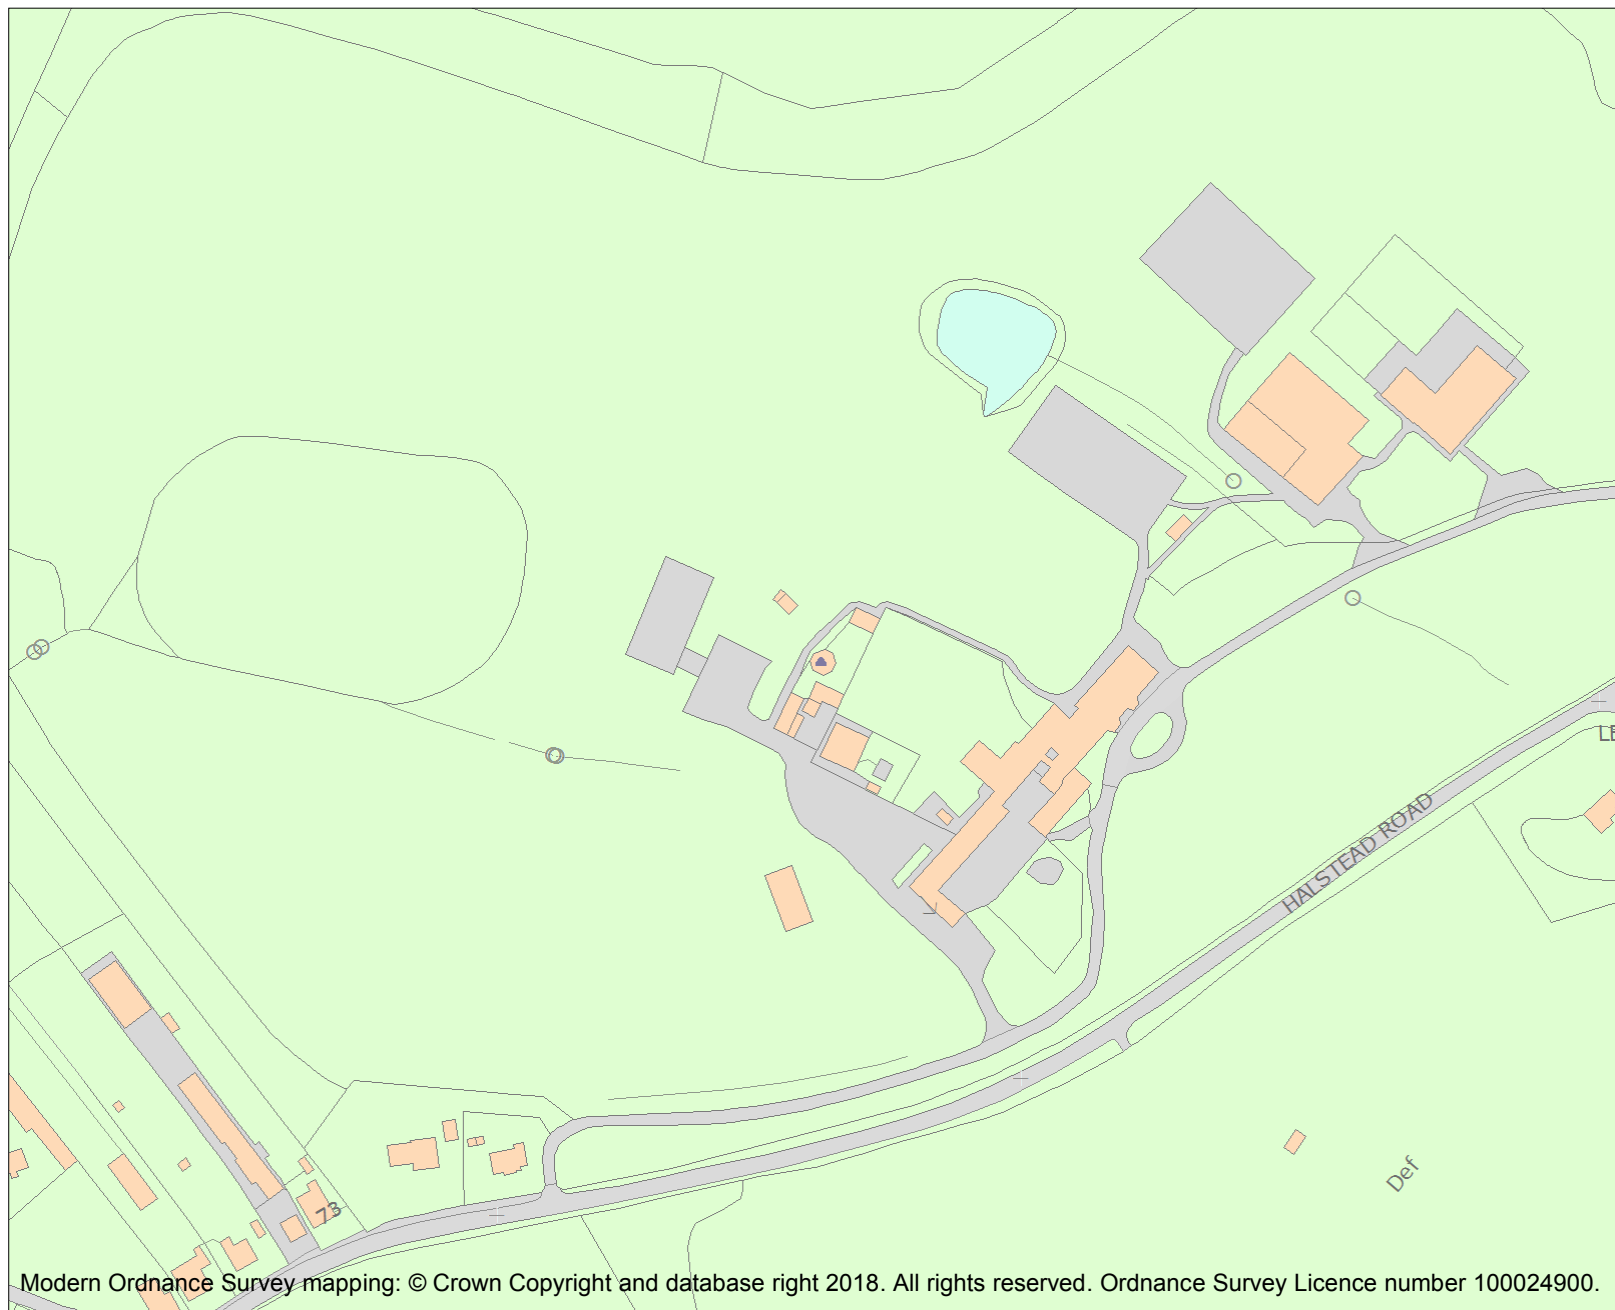 LE
HALSTEAD ROAD
Def
73
Modern Ordnance Survey mapping: © Crown Copyright and database right 2018. All rights reserved. Ordnance Survey Licence number 100024900.